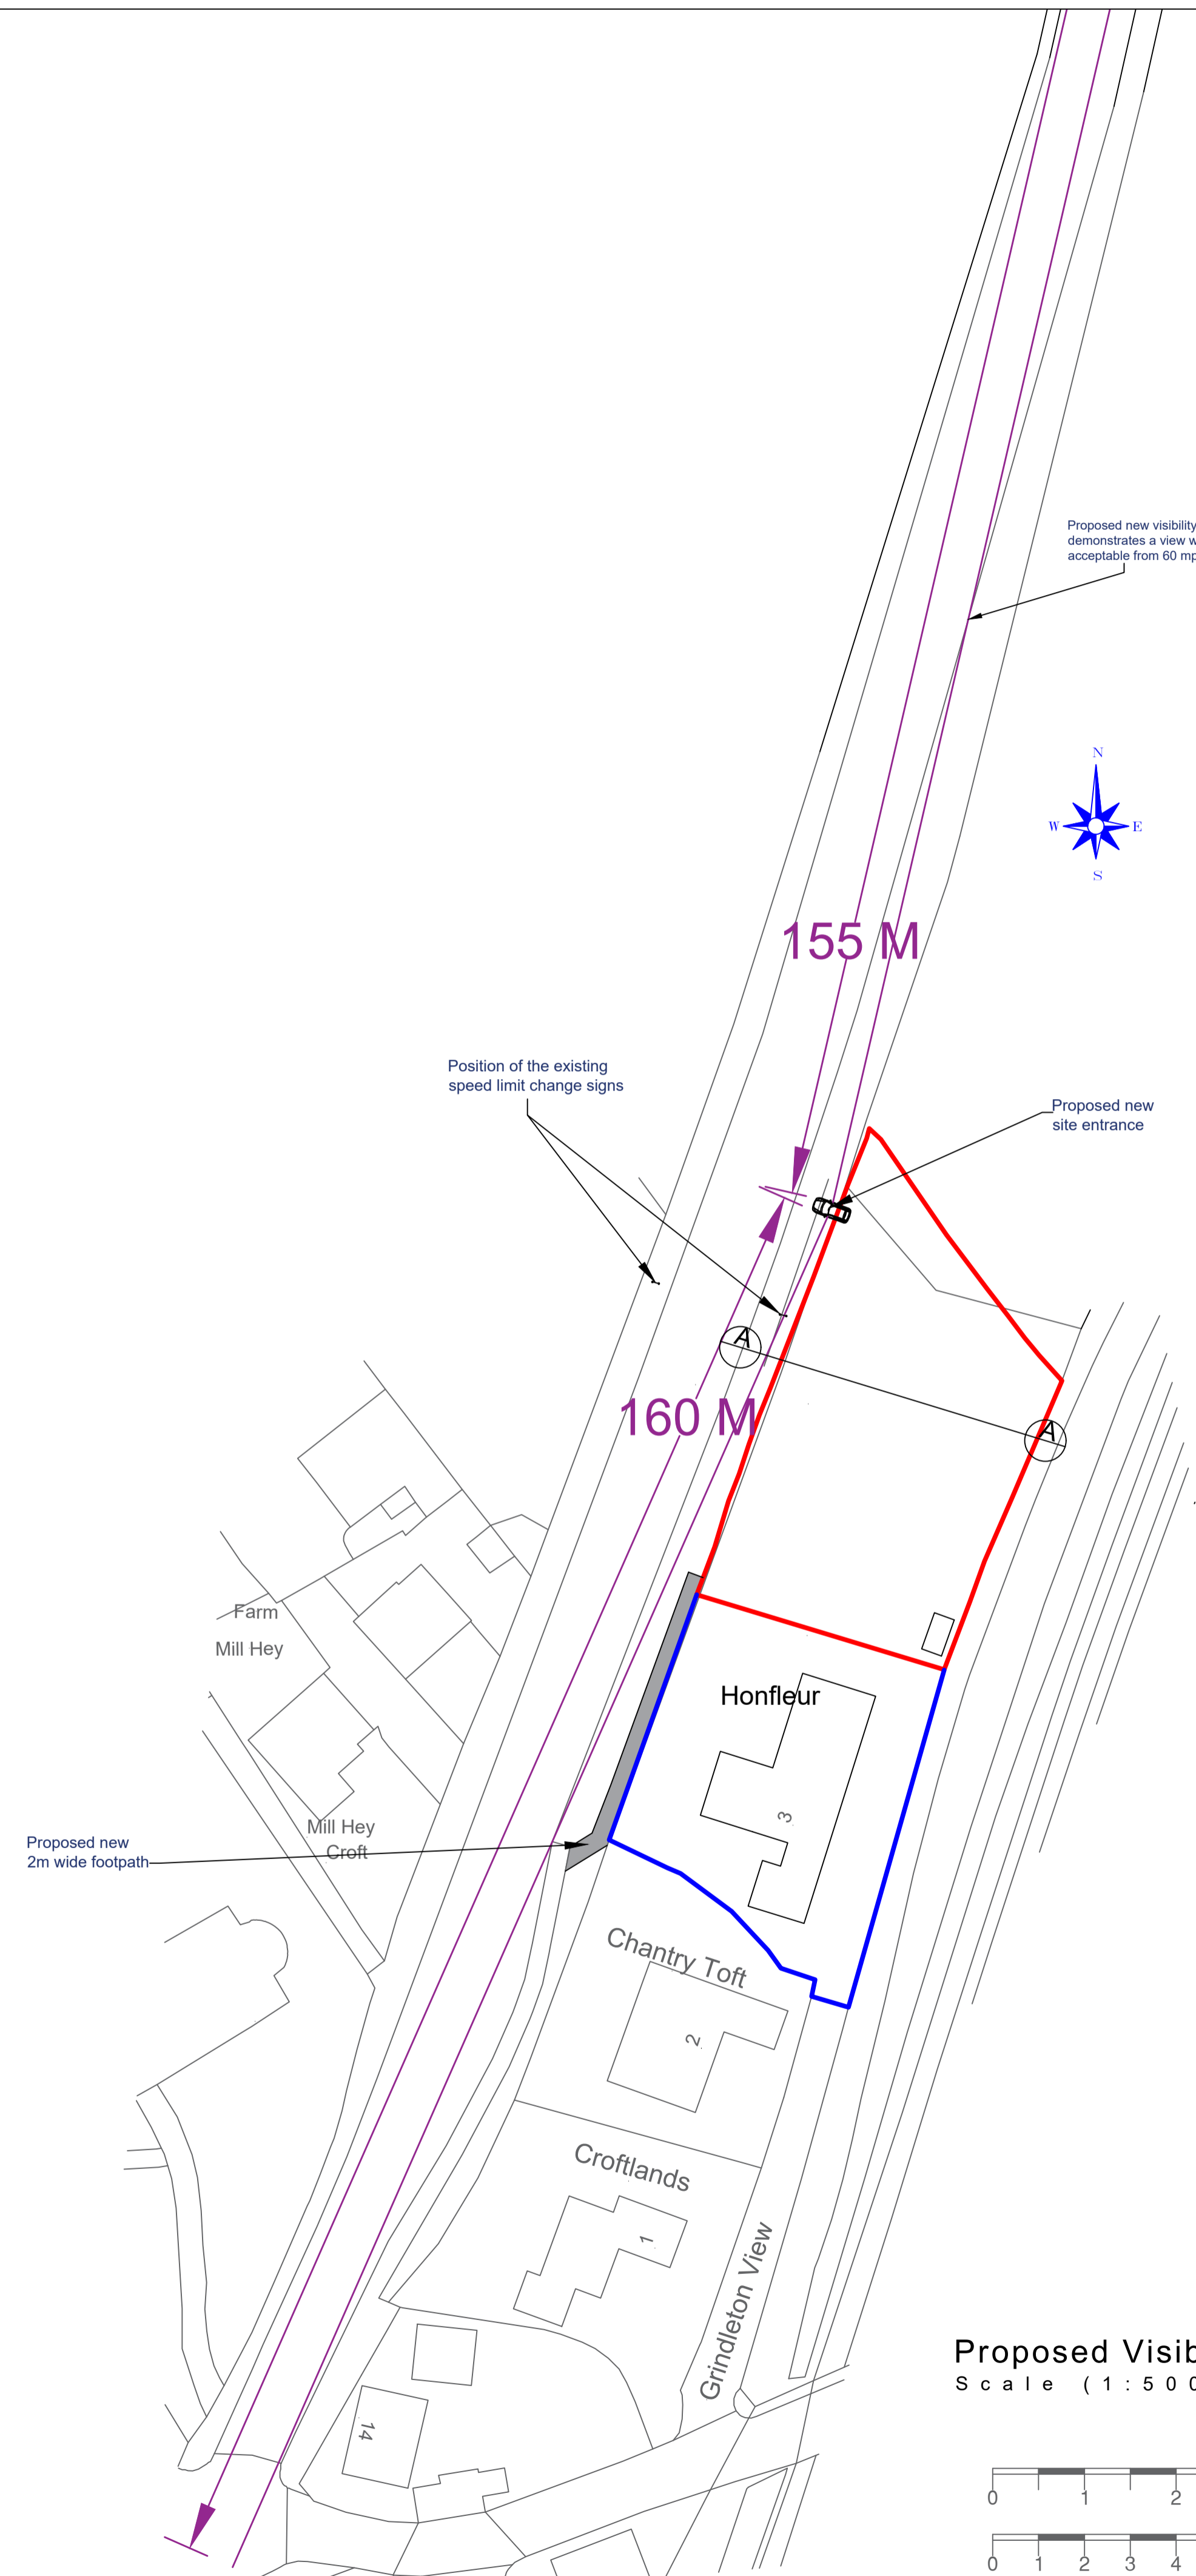 Proposed new visibility
demonstrates a view w
acceptable from 60 mp
N
W E
S
155 M
Position of the existing
speed limit change signs
Proposed new
site entrance
A
160 M
A
Farm
Mill Hey
Honfleur
3
Mill Hey
Croft
Proposed new
2m wide footpath
Chantry Toft
2
Croftlands
1
Grindleton View
14
Proposed Visib
Scale (1:500
0 1 2
0 1 2 3 4